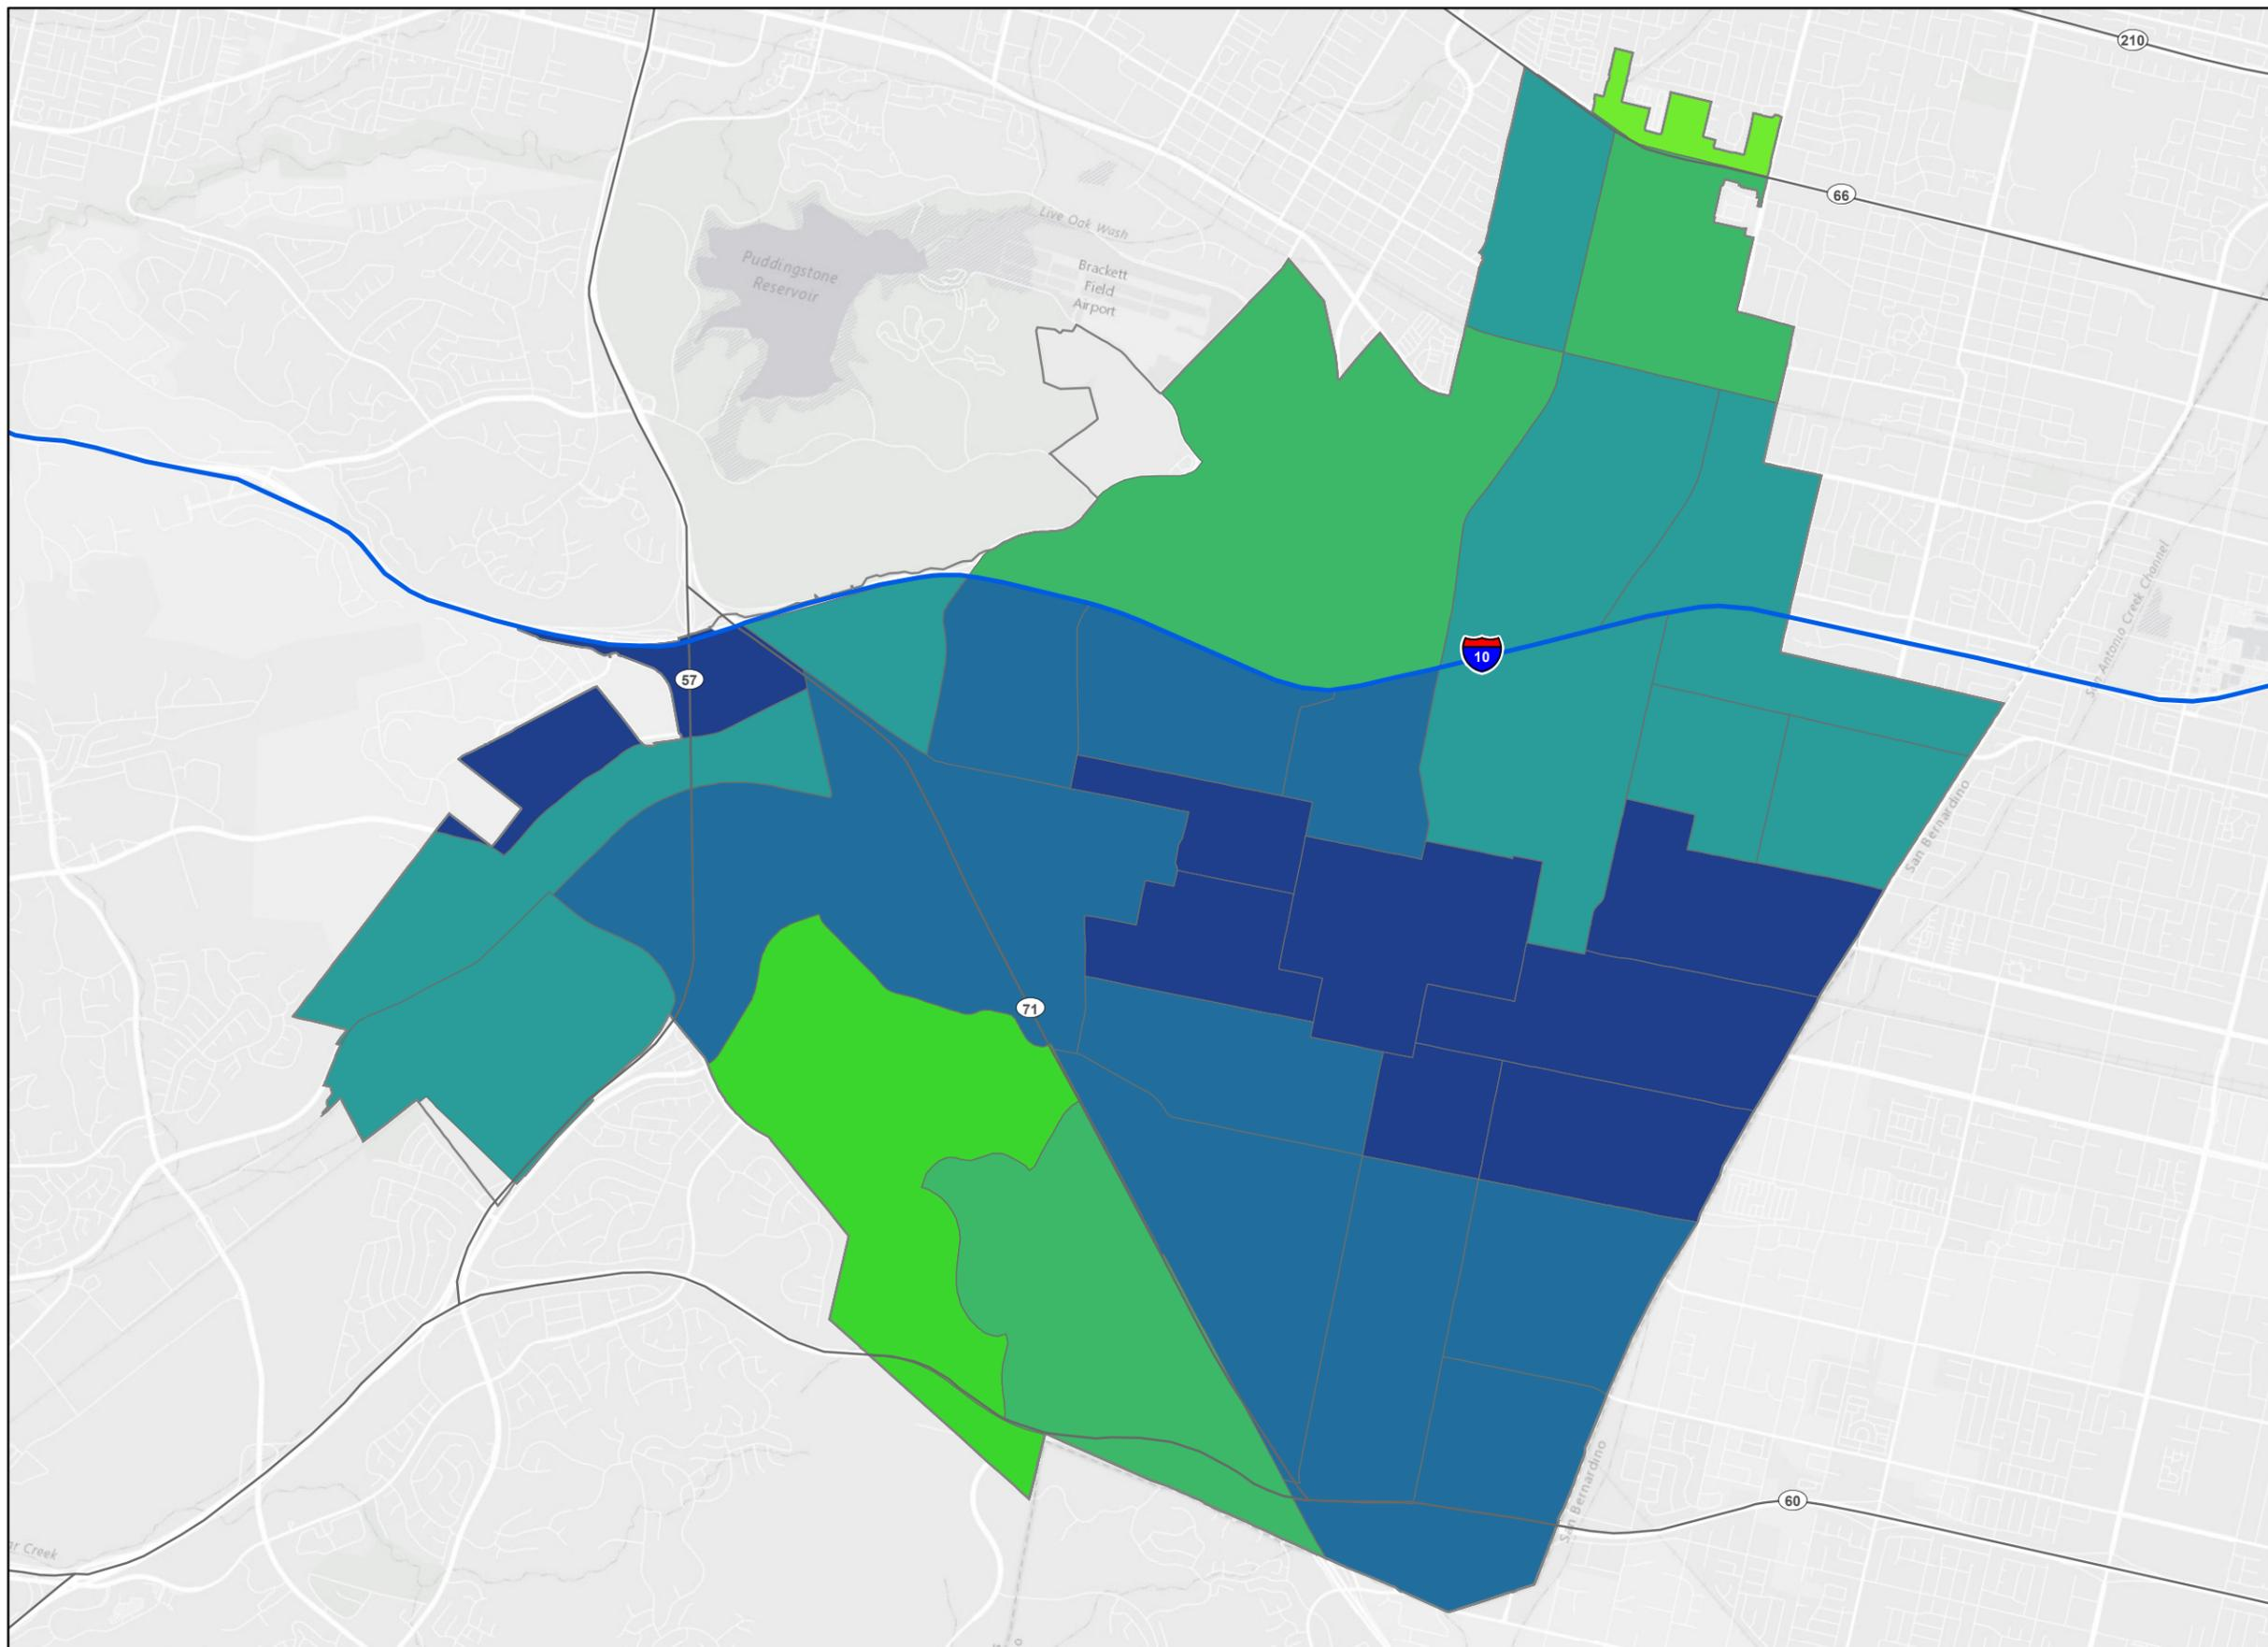 210
66
Live Oak Wash
Puddingstone
Reservoir
Brackett
Field
Airport
San Antonio Creek Channel
10
57
San Bernardino
71
San Bernardino
60
ar Creek